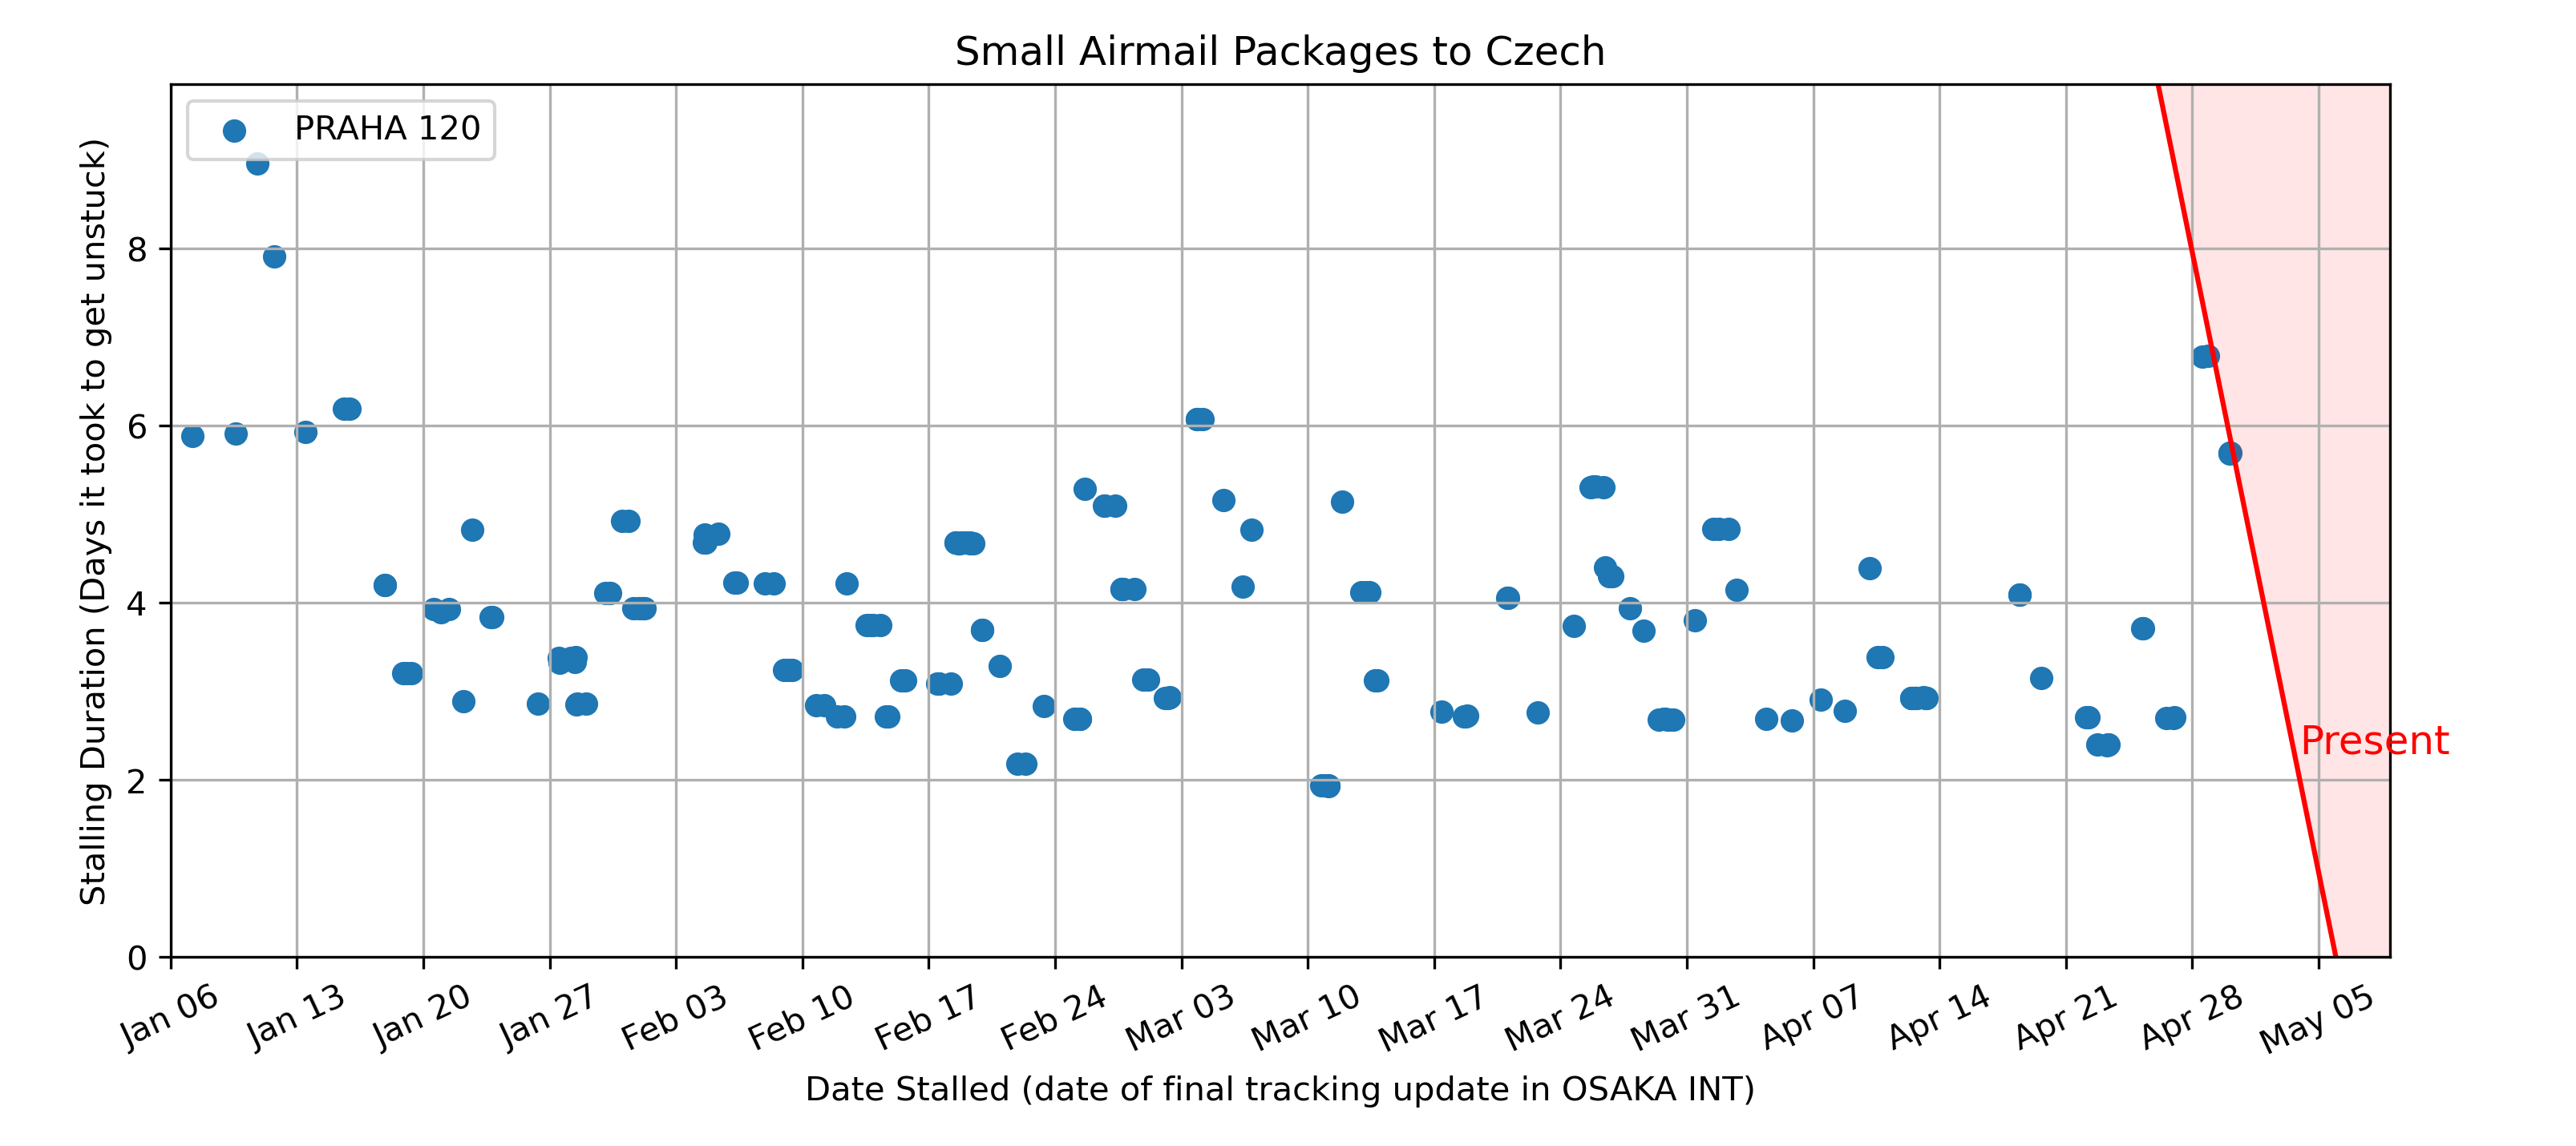 Small Airmail Packages to Czech
PRAHA 120
Stalling Duration (Days it took to get unstuck)
8
6
4
2
0
Present
Jan 06
Jan 13
Jan 20
Jan 27
Feb 03
Feb 10
Feb 17
Feb 24
Mar 03
Mar 10
Mar 17
Mar 24
Mar 31
Apr 07
Apr 14
Apr 21
Apr 28
May 05
Date Stalled (date of final tracking update in OSAKA INT)